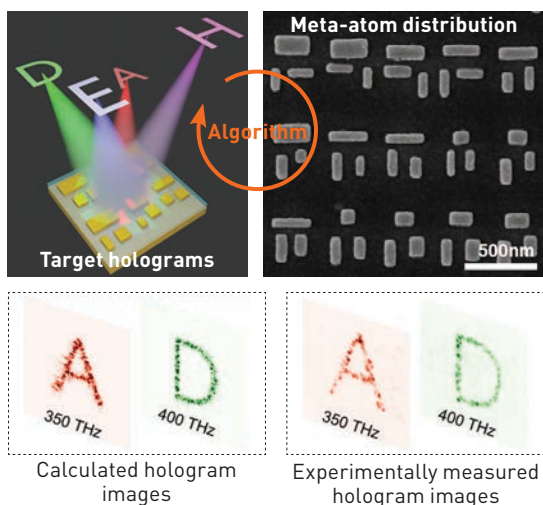 D E A H
Target holograms
Algorithm
Meta-atom distribution
500nm
A
350 THz
D
400 THz
Calculated hologram
images
A
350 THz
D
400 THz
Experimentally measured
hologram images